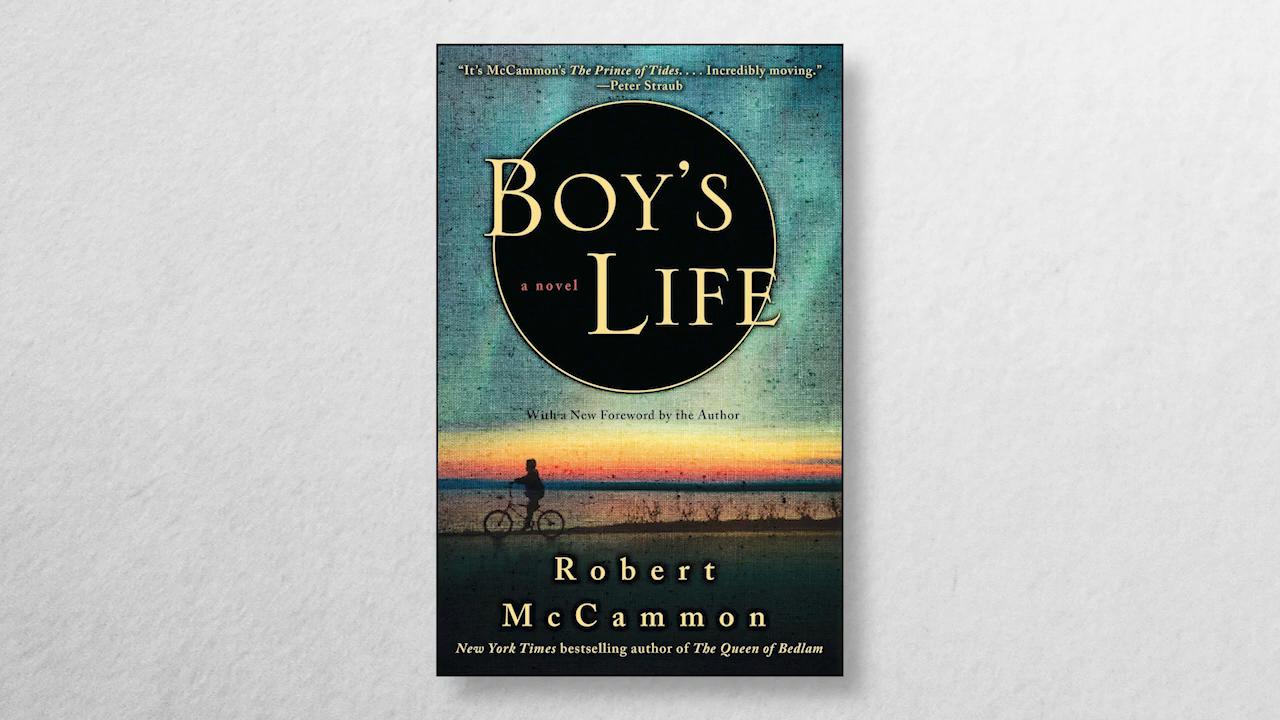 “It’s McCammon’s The Prince of Tides. . . . Incredibly moving.”
—Peter Straub
Boy’s
a novel Life
With a New Foreword by the Author
Robert
McCammon
New York Times bestselling author of The Queen of Bedlam